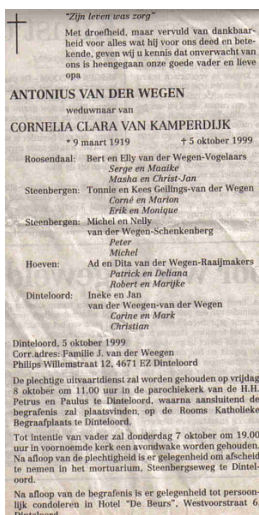 "Zijn leven was zorg"
Met droefheid, maar vervuld van dankbaar-
heid voor alles wat hij voor ons deed en bete-
kende, geven wij u kennis dat onverwacht van
ons is heengegaan onze goede vader en lieve
opa
ANTONIUS VAN DER WEGEN
weduwnaar van
CORNELIA CLARA VAN KAMPERDIJK
* 9 maart 1919 † 5 oktober 1999
Roosendaal: Bert en Elly van der Wegen-Vogelaars
Serge en Maaike
Masha en Christ-Jan
Steenbergen: Tonnie en Kees Geilings-van der Wegen
Corné en Marion
Erik en Monique
Steenbergen: Michel en Nelly
van der Wegen-Schenkenberg
Peter
Michel
Hoeven: Ad en Dita van der Wegen-Raaijmakers
Patrick en Deliana
Robert en Marijke
Dinteloord: Ineke en Jan
van der Weegen-van der Wegen
Corine en Mark
Christian
Dinteloord, 5 oktober 1999
Corr.adres: Familie J. van der Weegen
Philips Willemstraat 12, 4671 EZ Dinteloord
De plechtige uitvaartdienst zal worden gehouden op vrijdag
8 oktober om 11.00 uur in de parochiekerk van de H.H.
Petrus en Paulus te Dinteloord, waarna aansluitend de
begrafenis zal plaatsvinden, op de Rooms Katholieke
Begraafplaats te Dinteloord.
Tot intentie van vader zal donderdag 7 oktober om 19.00
uur in voornoemde kerk een avondwake worden gehouden.
Na afloop van de plechtigheid is er gelegenheid om afscheid
te nemen in het mortuarium, Steenbergseweg te Dintel-
oord.
Na afloop van de begrafenis is er gelegenheid tot persoon-
lijk condoleren in Hotel "De Beurs", Westvoorstraat 6,
Dinteloord.